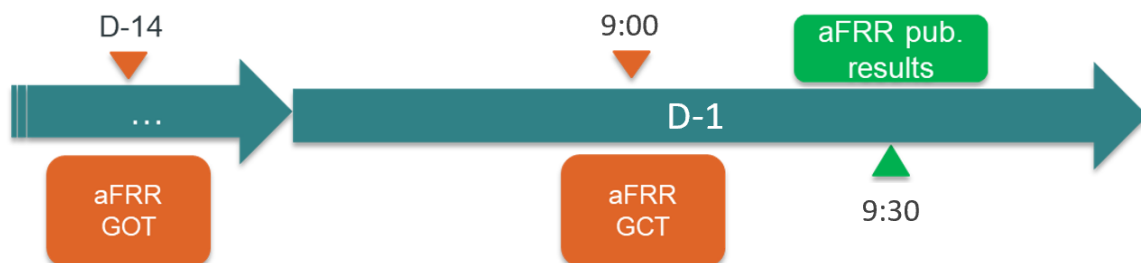 D-14
9:00
aFRR pub.
results
...
D-1
aFRR
GOT
aFRR
GCT
9:30